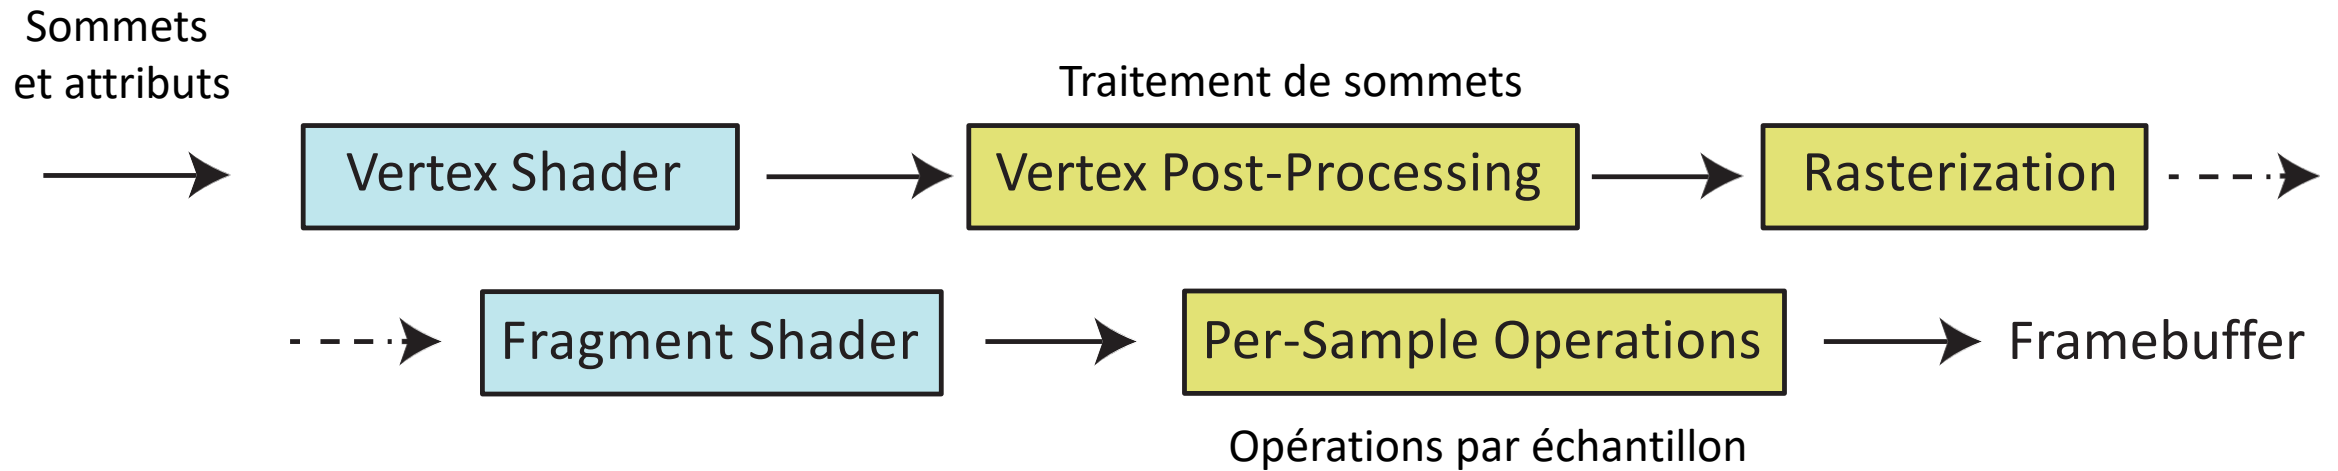 Sommets
et attributs
Traitement de sommets
Vertex Shader
Vertex Post-Processing
Rasterization
Fragment Shader
Per-Sample Operations
Framebuffer
Opérations par échantillon